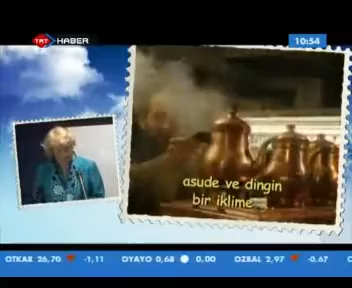 TRT HABER
10:54
asude ve dingin
bir iklime...
OTKAR 26,70 -1,11 OYAYO 0,68 0,00 OZBAL 2,97 -0,67